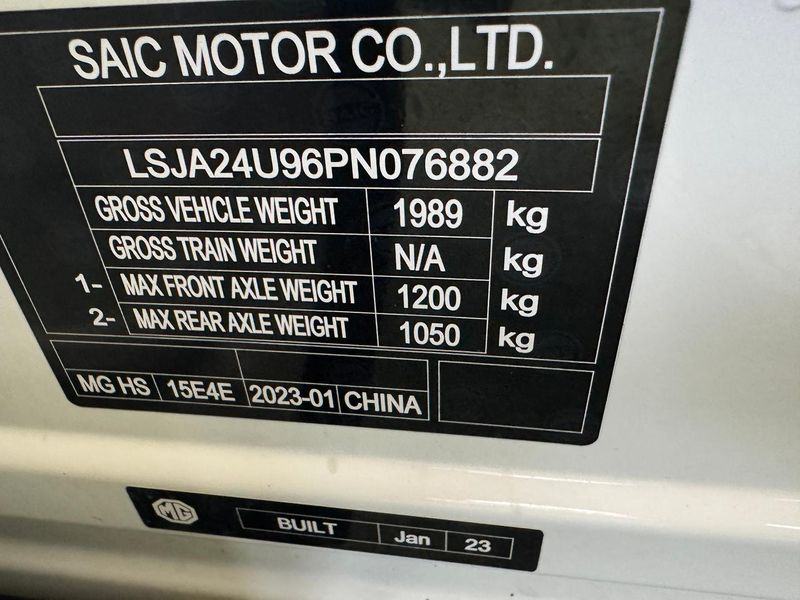 SAIC MOTOR CO.,LTD.
LSJA24U96PN076882
GROSS VEHICLE WEIGHT 1989 kg
GROSS TRAIN WEIGHT N/A kg
1- MAX FRONT AXLE WEIGHT 1200 kg
2- MAX REAR AXLE WEIGHT 1050 kg
MG HS 15E4E 2023-01 CHINA
MG BUILT Jan 23